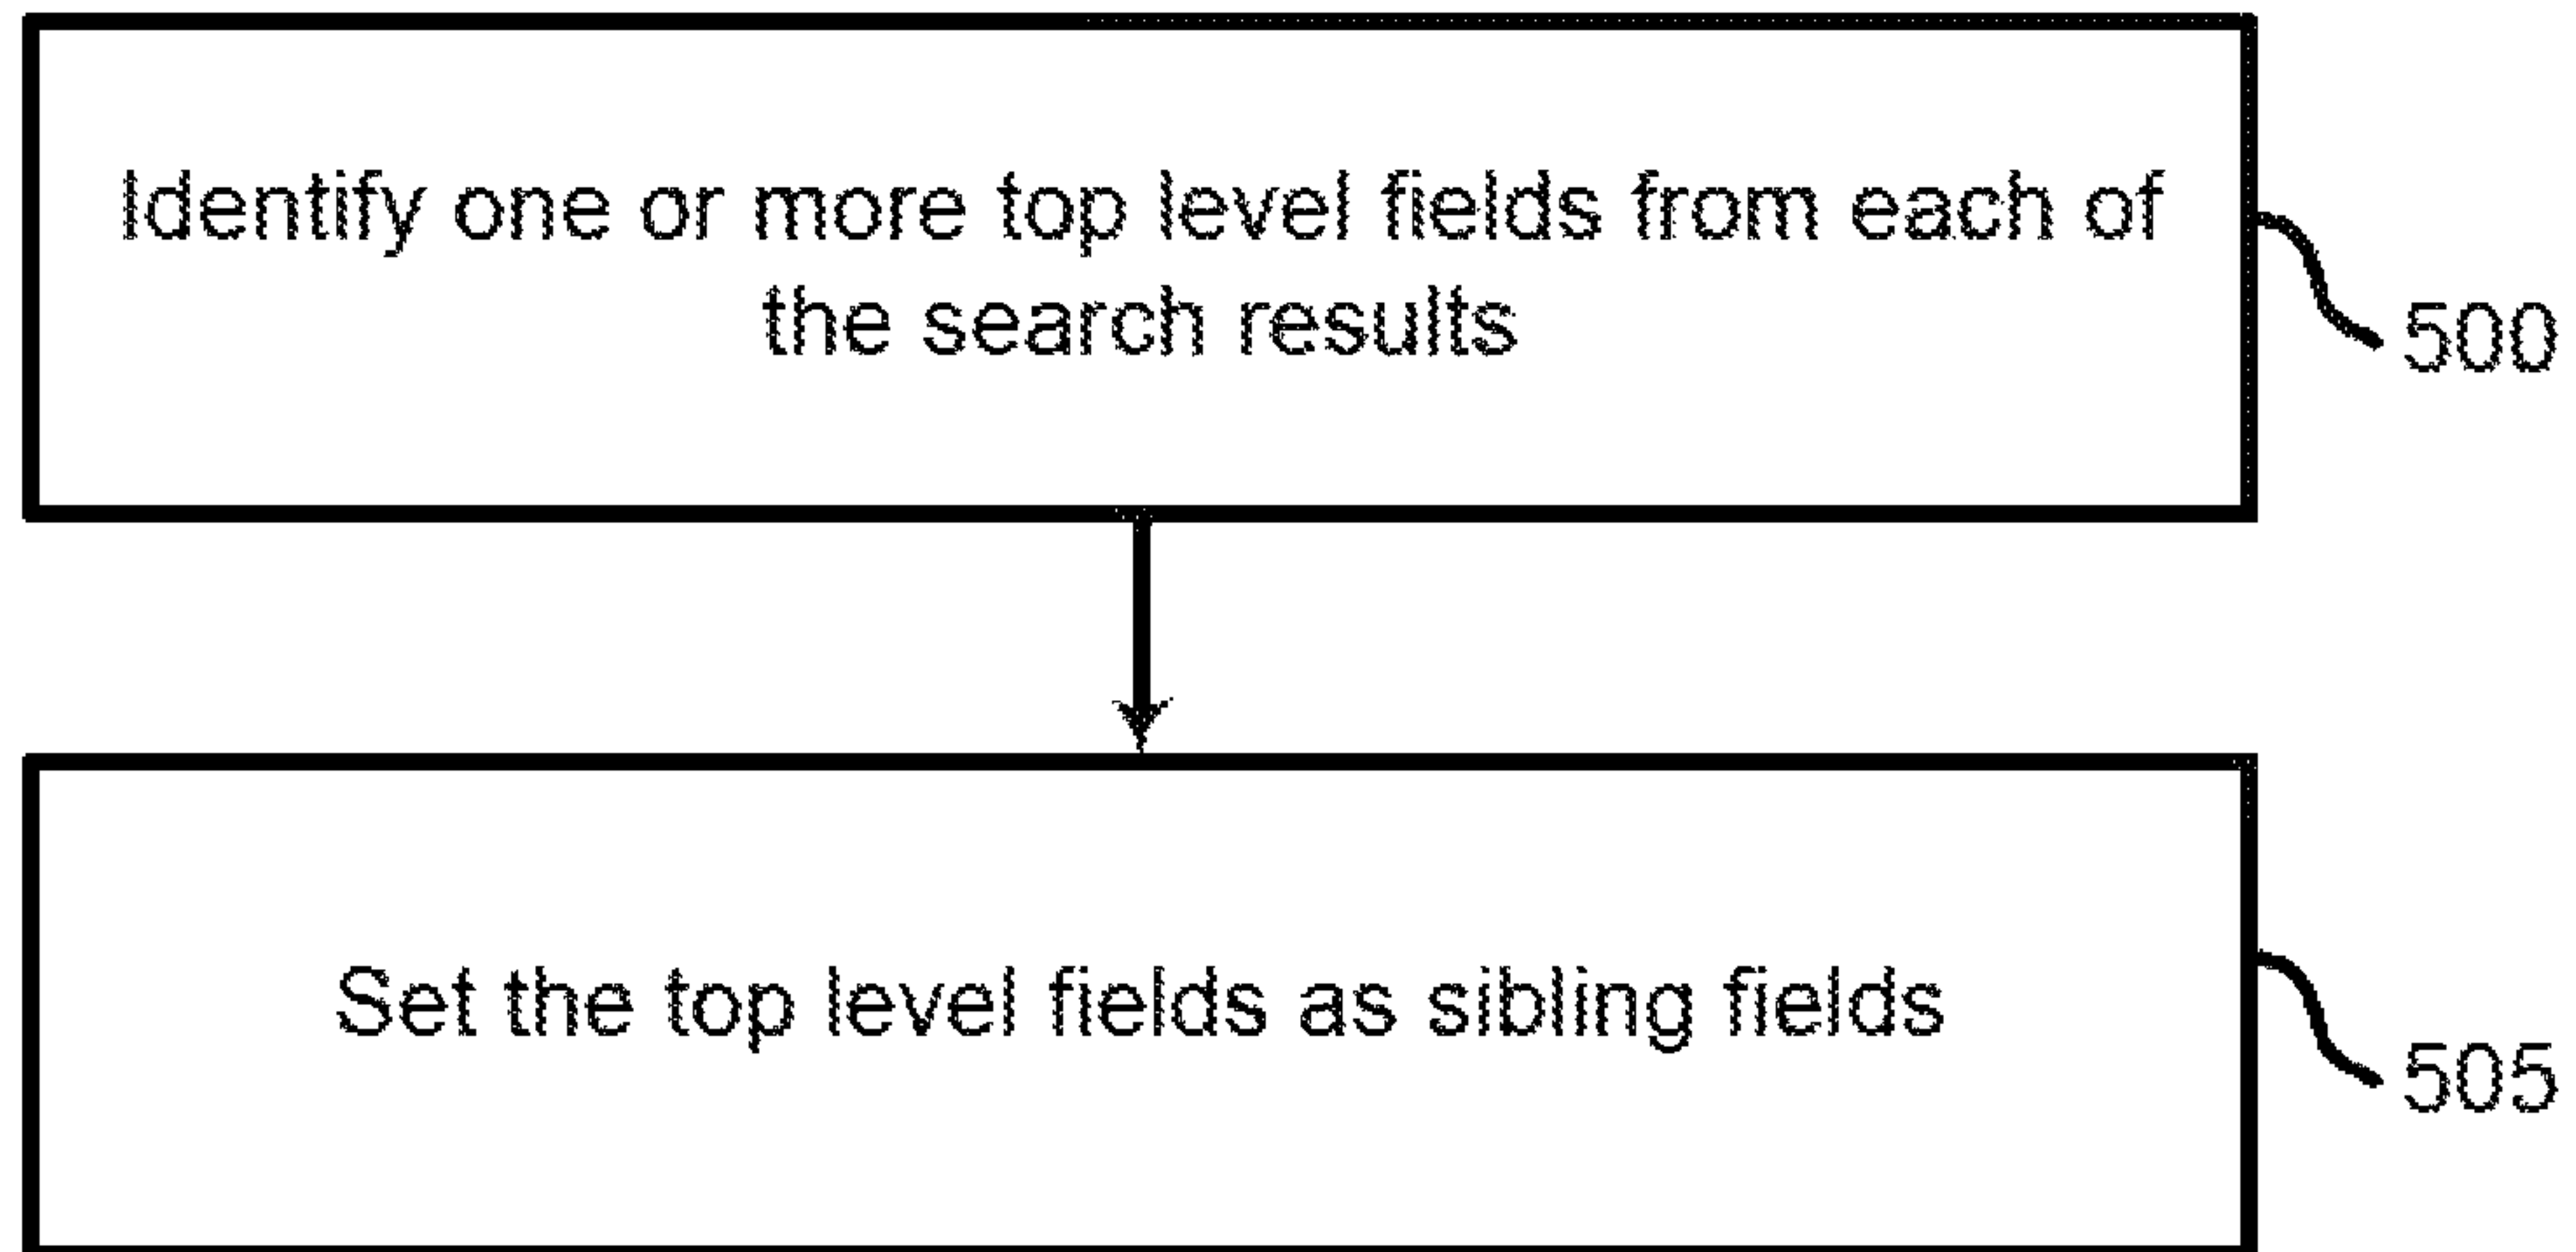 Identify one or more top level fields from each of
the search results
500
Set the top level fields as sibling fields
505